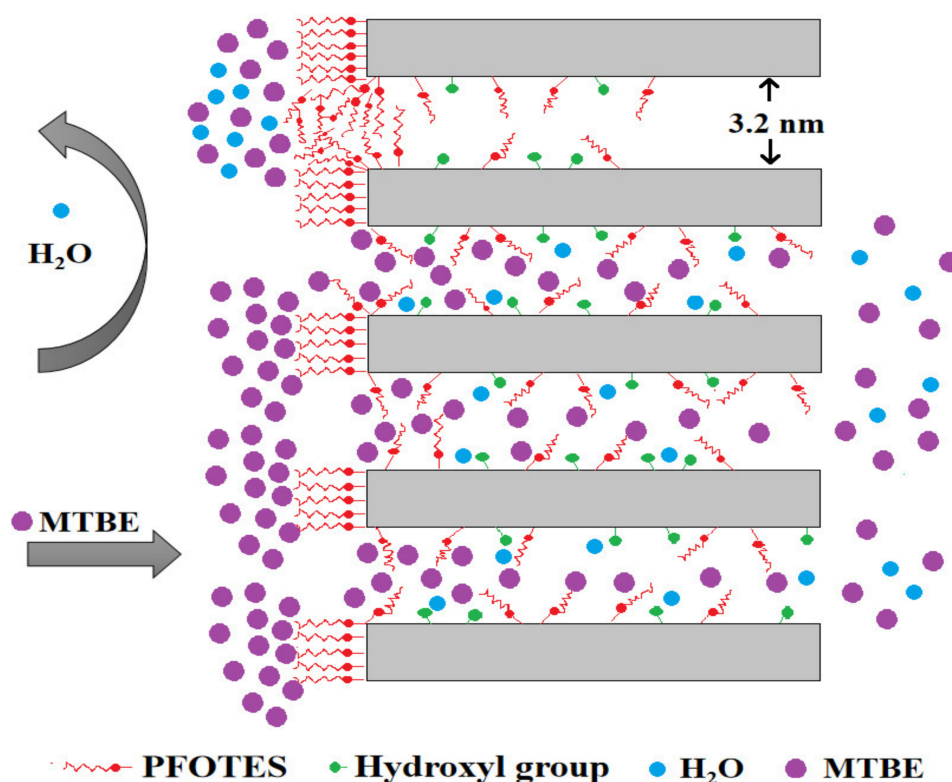 3.2 nm
H₂O
MTBE
PFOTES
Hydroxyl group
H₂O
MTBE